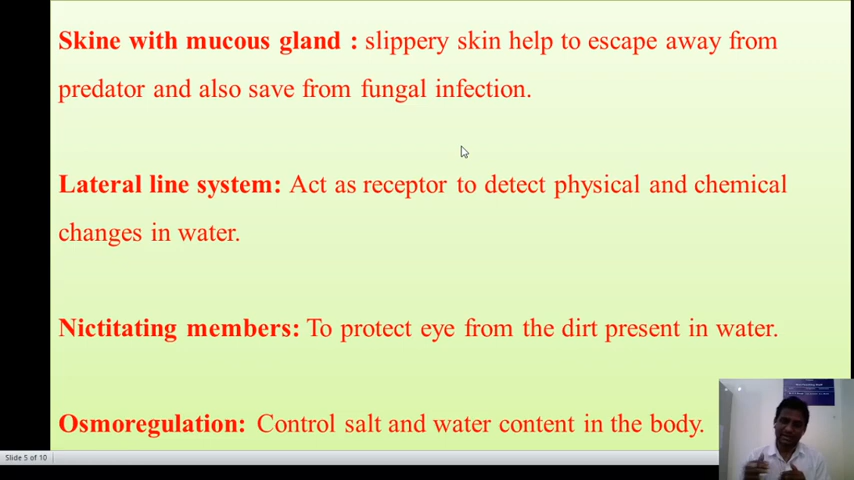 Skine with mucous gland : slippery skin help to escape away from
predator and also save from fungal infection.
Lateral line system: Act as receptor to detect physical and chemical
changes in water.
Nictitating members: To protect eye from the dirt present in water.
Osmoregulation: Control salt and water content in the body.
Slide 5 of 10